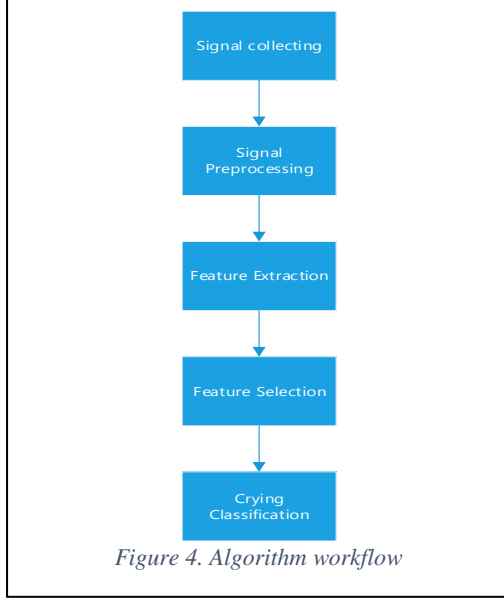 Signal collecting
Signal
Preprocessing
Feature Extraction
Feature Selection
Crying
Classification
Figure 4. Algorithm workflow